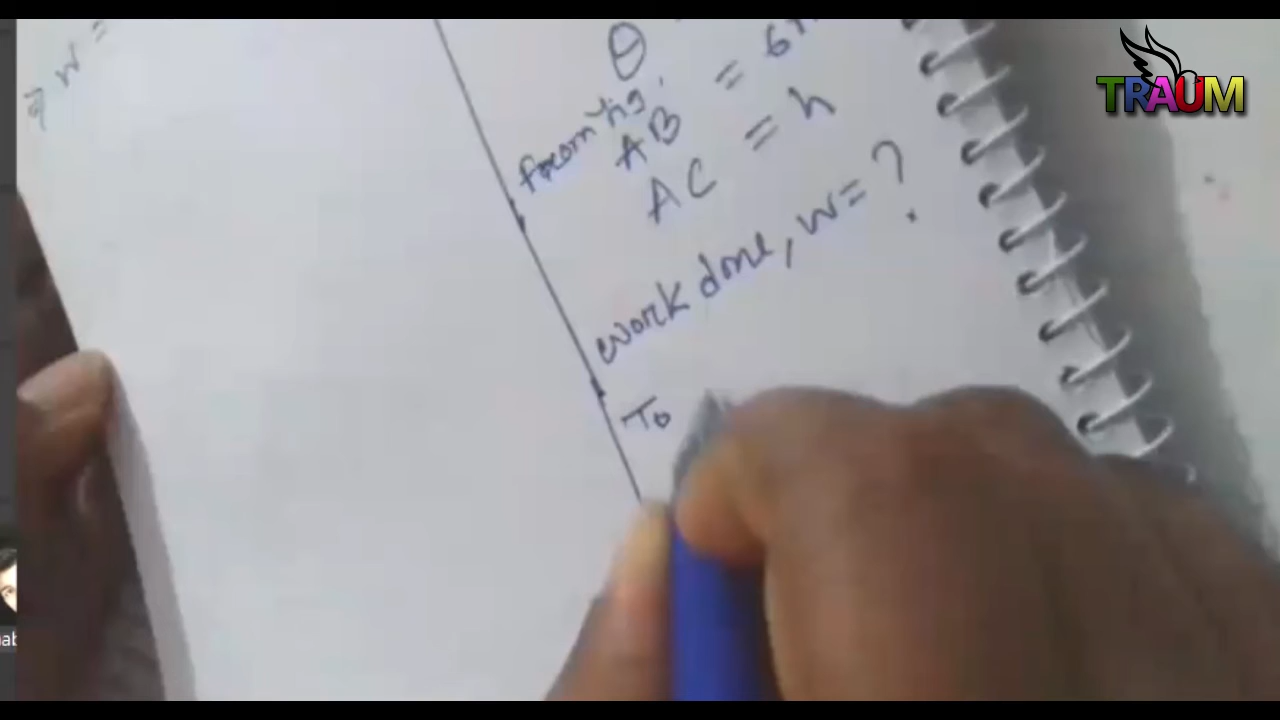 TRAUM
⇒ W =
θ
from fig.
AB = 6
AC = h
Work done, W = ?
To